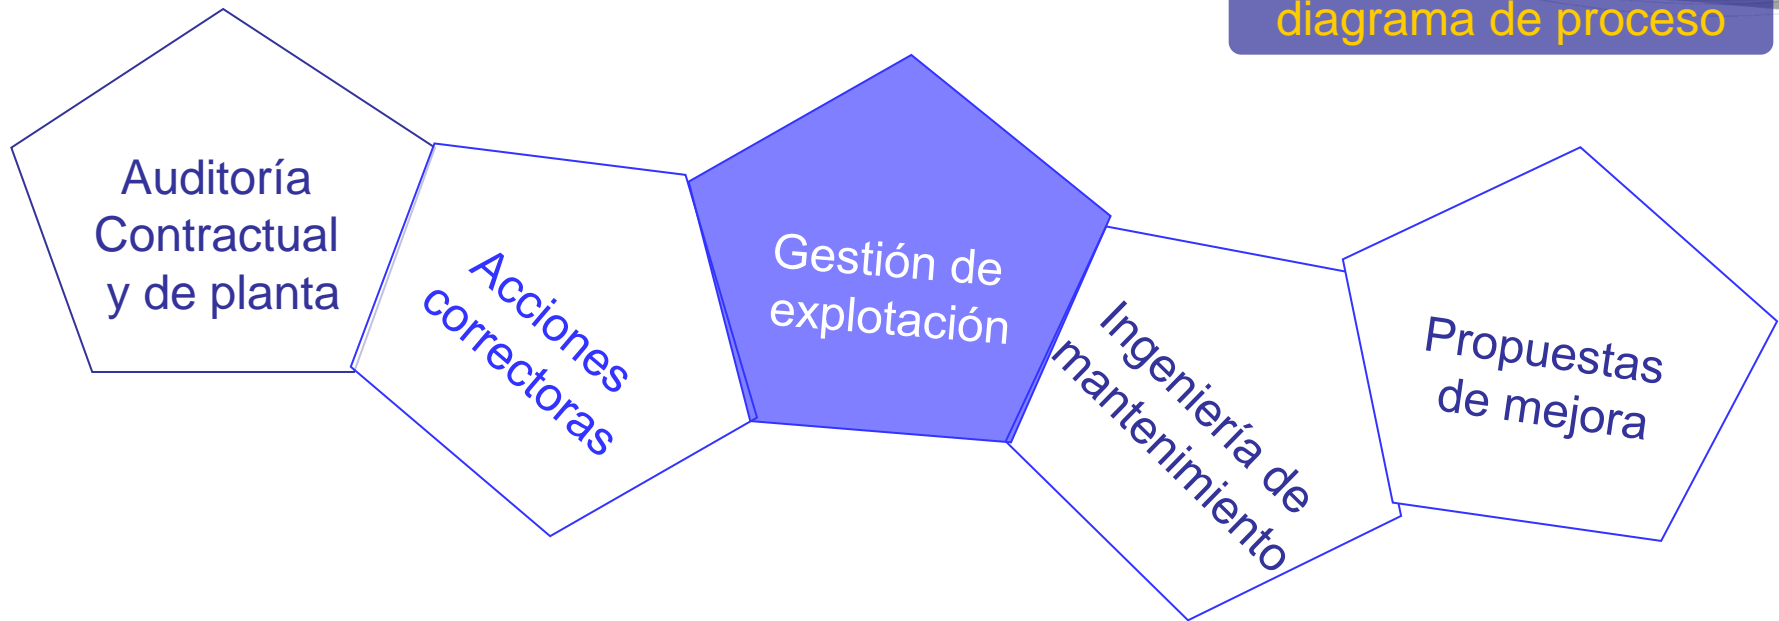 diagrama de proceso
Auditoría
Contractual
y de planta
Acciones
correctoras
Gestión de
explotación
Ingeniería de
mantenimiento
Propuestas
de mejora